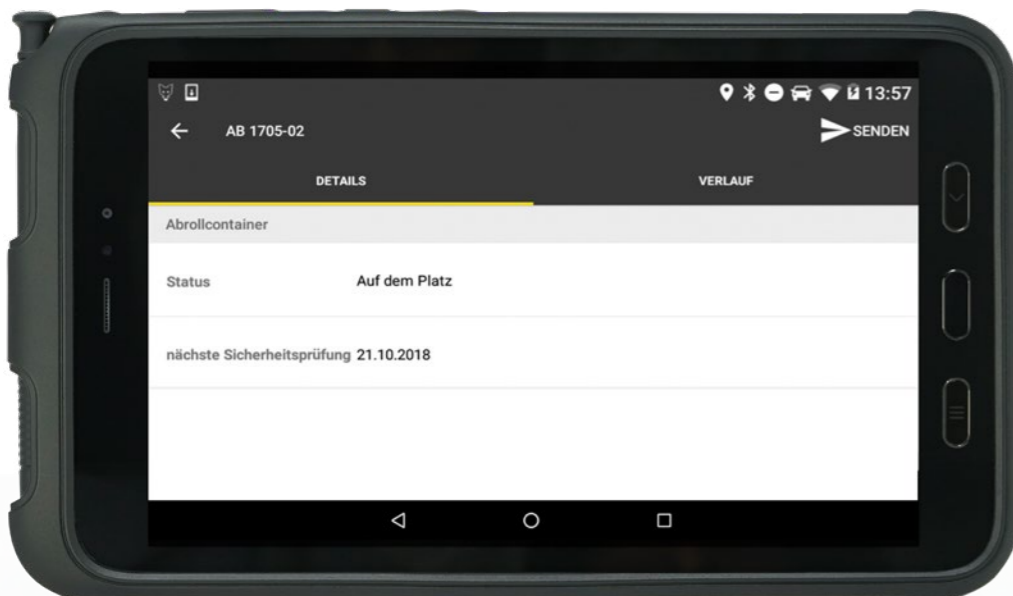 13:57
AB 1705-02
SENDEN
DETAILS
VERLAUF
Abrollcontainer
Status
Auf dem Platz
nächste Sicherheitsprüfung 21.10.2018